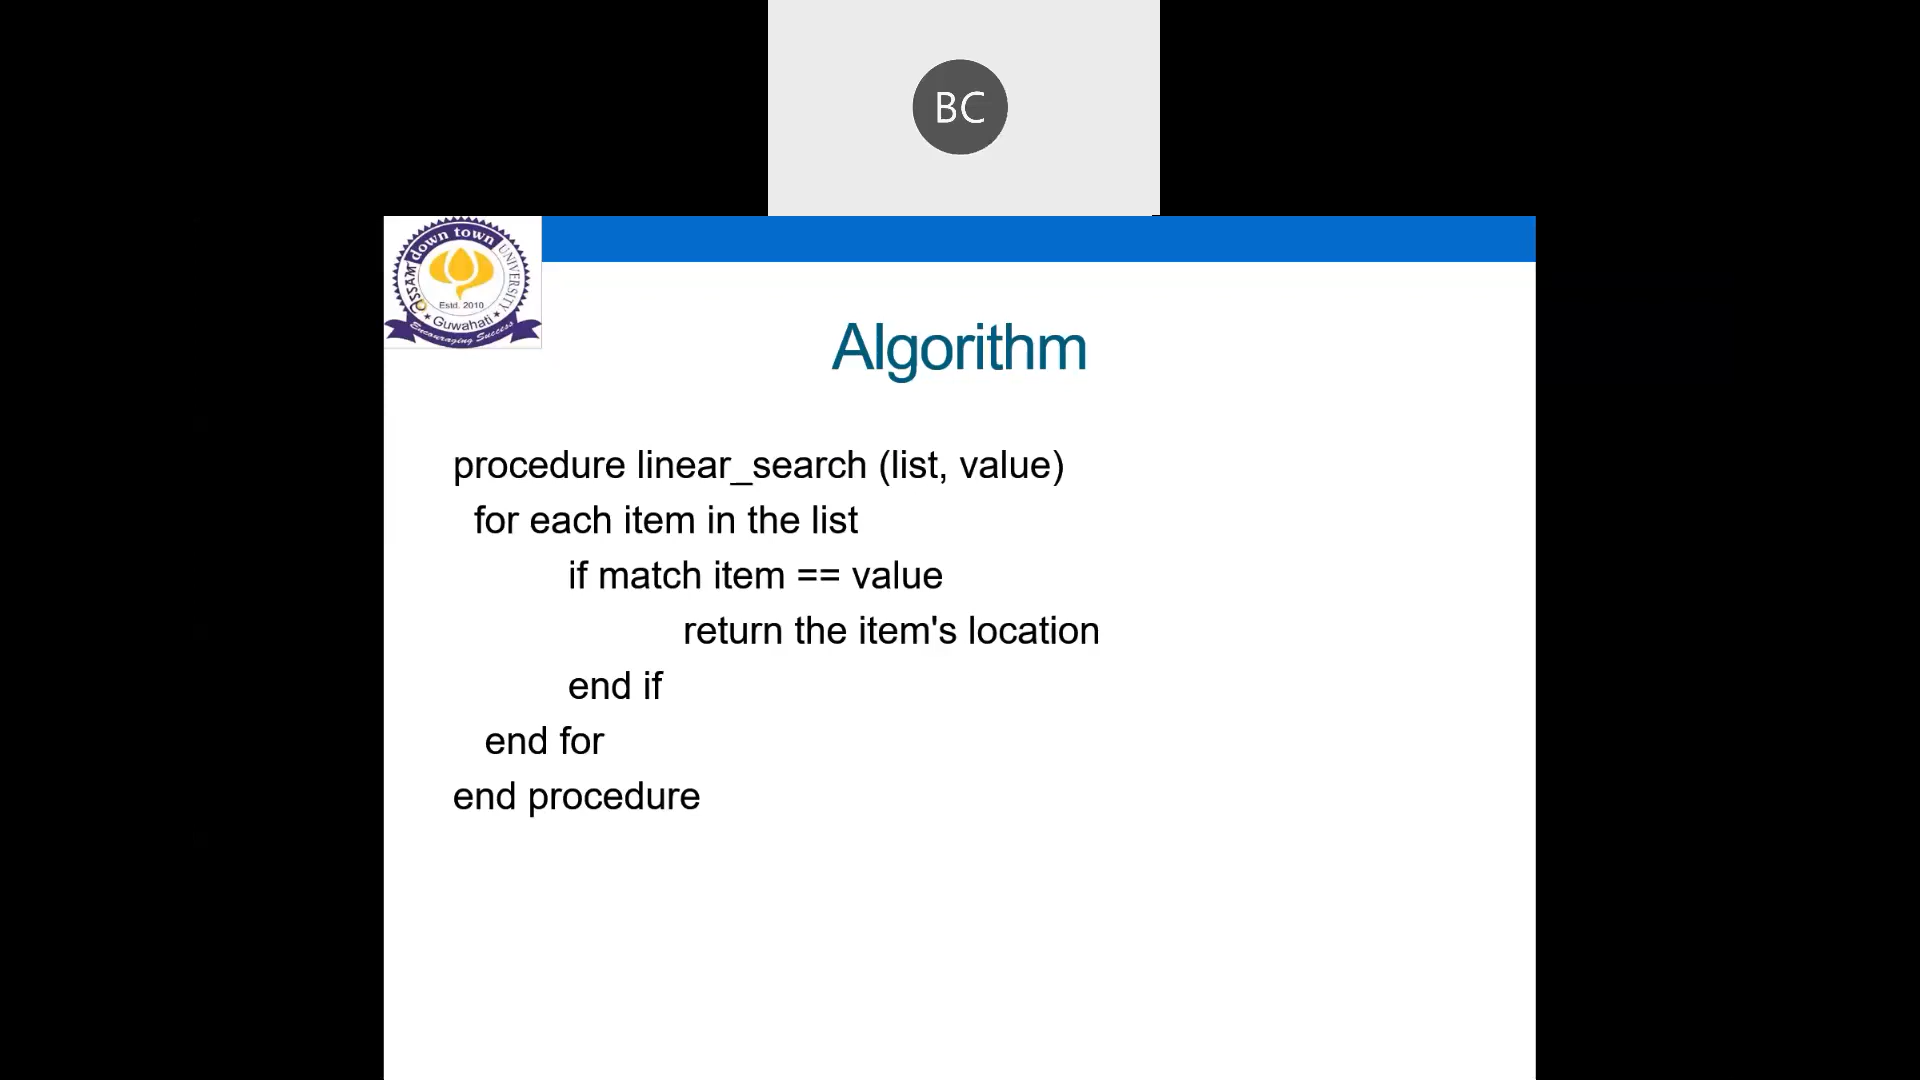 BC
ASSAM down town UNIVERSITY
Estd. 2010
Guwahati
Encouraging Success
Algorithm
procedure linear_search (list, value)
for each item in the list
if match item == value
return the item's location
end if
end for
end procedure